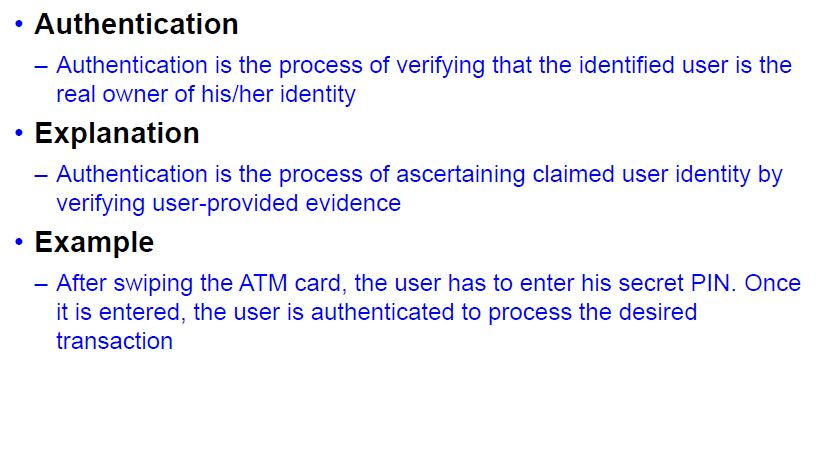 • Authentication
– Authentication is the process of verifying that the identified user is the
real owner of his/her identity
• Explanation
– Authentication is the process of ascertaining claimed user identity by
verifying user-provided evidence
• Example
– After swiping the ATM card, the user has to enter his secret PIN. Once
it is entered, the user is authenticated to process the desired
transaction